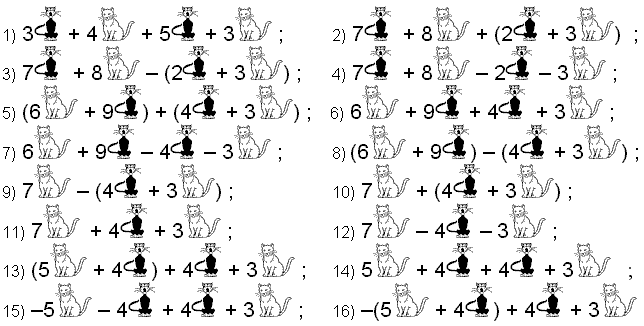 1) 3 + 4 + 5 + 3 ;
2) 7 + 8 + (2 + 3 ) ;
3) 7 + 8 – (2 + 3 ) ;
4) 7 + 8 – 2 – 3 ;
5) (6 + 9 ) + (4 + 3 ) ;
6) 6 + 9 + 4 + 3 ;
7) 6 + 9 – 4 – 3 ;
8) (6 + 9 ) – (4 + 3 ) ;
9) 7 – (4 + 3 ) ;
10) 7 + (4 + 3 ) ;
11) 7 + 4 + 3 ;
12) 7 – 4 – 3 ;
13) (5 + 4 ) + 4 + 3 ;
14) 5 + 4 + 4 + 3 ;
15) –5 – 4 + 4 + 3 ;
16) –(5 + 4 ) + 4 + 3 ;